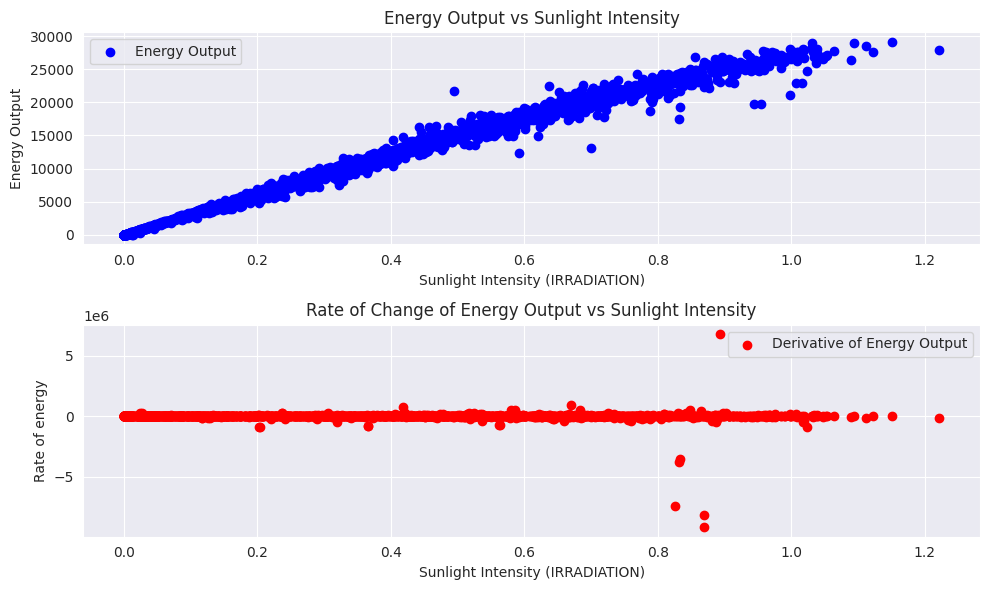 Energy Output vs Sunlight Intensity
Energy Output
30000
25000
20000
15000
10000
5000
0
Energy Output
0.0 0.2 0.4 0.6 0.8 1.0 1.2
Sunlight Intensity (IRRADIATION)
Rate of Change of Energy Output vs Sunlight Intensity
1e6
Derivative of Energy Output
5
0
−5
Rate of energy
0.0 0.2 0.4 0.6 0.8 1.0 1.2
Sunlight Intensity (IRRADIATION)